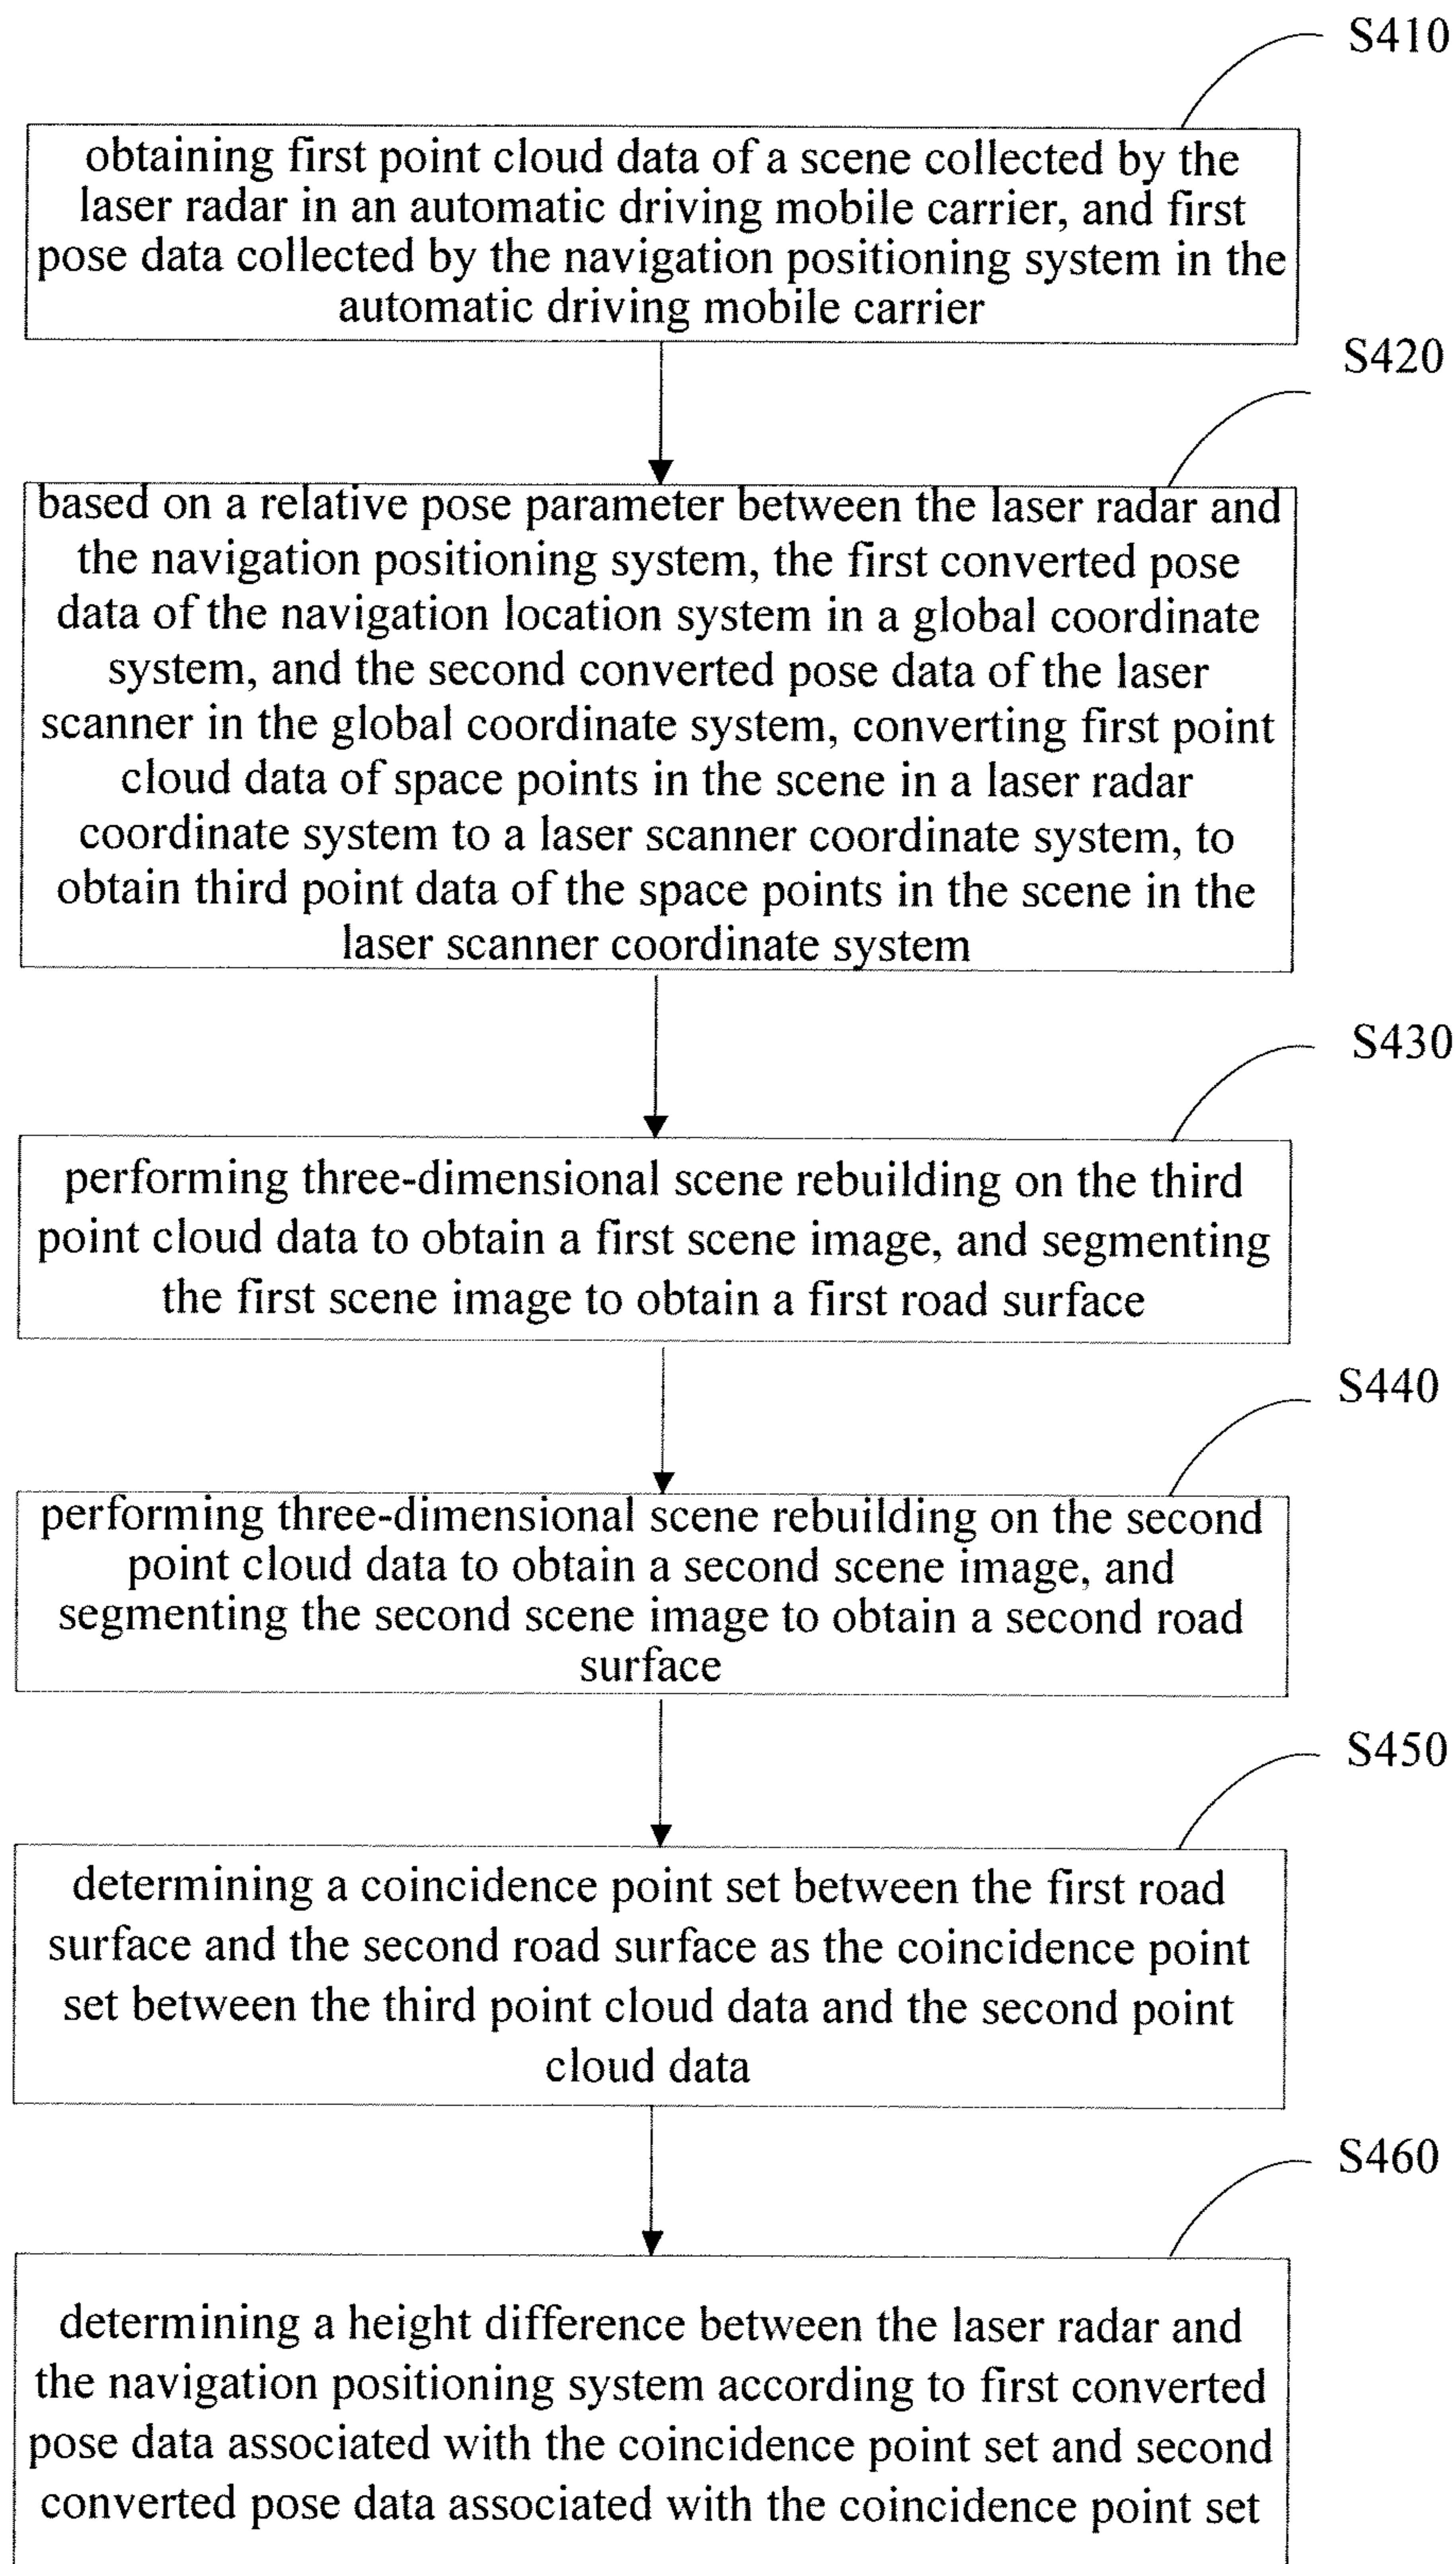 S410
obtaining first point cloud data of a scene collected by the
laser radar in an automatic driving mobile carrier, and first
pose data collected by the navigation positioning system in the
automatic driving mobile carrier
S420
based on a relative pose parameter between the laser radar and
the navigation positioning system, the first converted pose
data of the navigation location system in a global coordinate
system, and the second converted pose data of the laser
scanner in the global coordinate system, converting first point
cloud data of space points in the scene in a laser radar
coordinate system to a laser scanner coordinate system, to
obtain third point data of the space points in the scene in the
laser scanner coordinate system
S430
performing three-dimensional scene rebuilding on the third
point cloud data to obtain a first scene image, and segmenting
the first scene image to obtain a first road surface
S440
performing three-dimensional scene rebuilding on the second
point cloud data to obtain a second scene image, and
segmenting the second scene image to obtain a second road
surface
S450
determining a coincidence point set between the first road
surface and the second road surface as the coincidence point
set between the third point cloud data and the second point
cloud data
S460
determining a height difference between the laser radar and
the navigation positioning system according to first converted
pose data associated with the coincidence point set and second
converted pose data associated with the coincidence point set